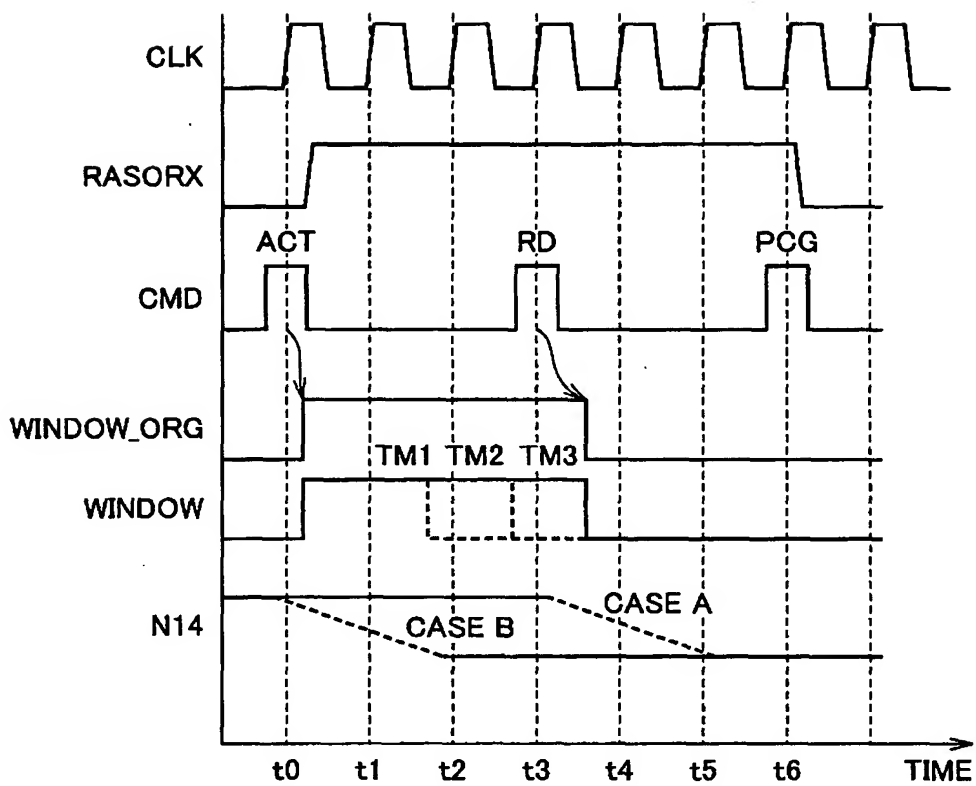 CLK
RASORX
ACT RD PCG
CMD
WINDOW_ORG
TM1 TM2 TM3
WINDOW
CASE A
N14
CASE B
t0 t1 t2 t3 t4 t5 t6 TIME